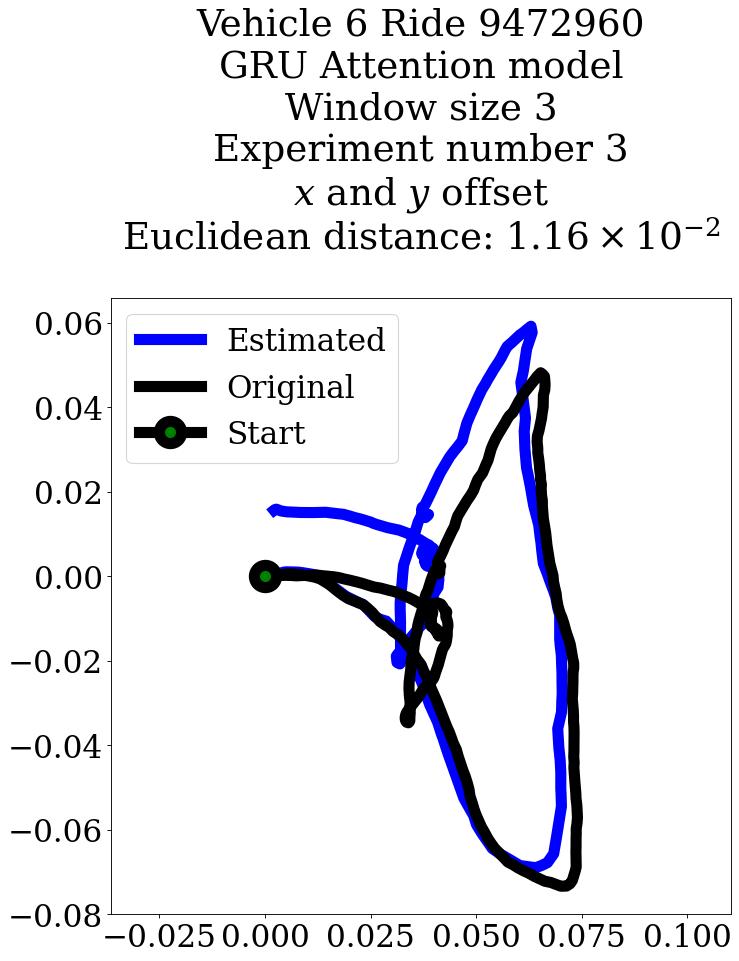 Vehicle 6 Ride 9472960
GRU Attention model
Window size 3
Experiment number 3
x and y offset
Euclidean distance: 1.16 × 10⁻²
Estimated
Original
Start
0.06
0.04
0.02
0.00
−0.02
−0.04
−0.06
−0.08
−0.025 0.000 0.025 0.050 0.075 0.100